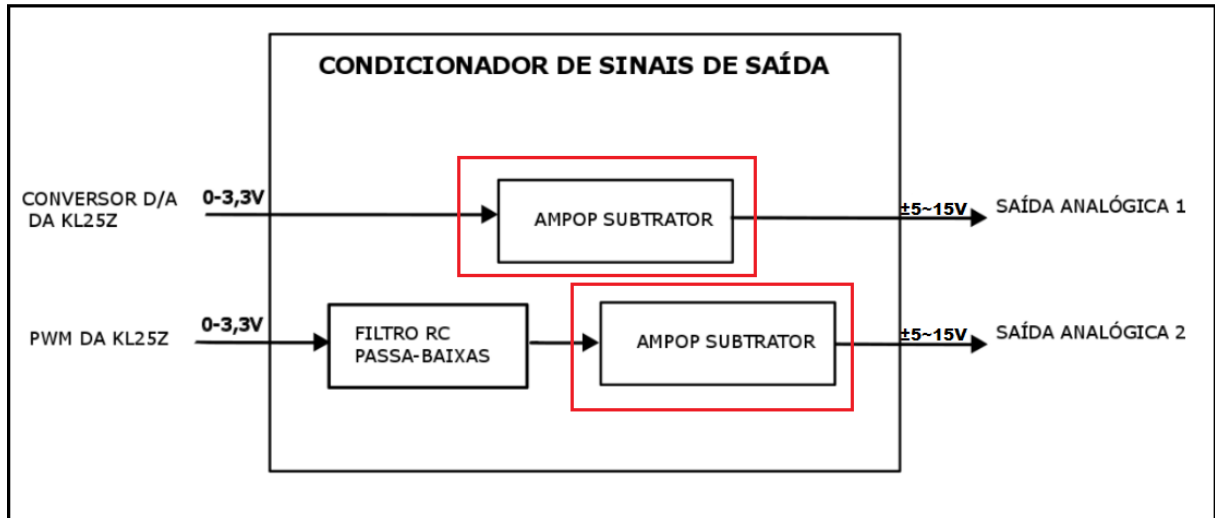 CONDICIONADOR DE SINAIS DE SAÍDA
CONVERSOR D/A
DA KL25Z
0-3,3V
AMPOP SUBTRATOR
±5~15V
SAÍDA ANALÓGICA 1
PWM DA KL25Z
0-3,3V
FILTRO RC
PASSA-BAIXAS
AMPOP SUBTRATOR
±5~15V
SAÍDA ANALÓGICA 2